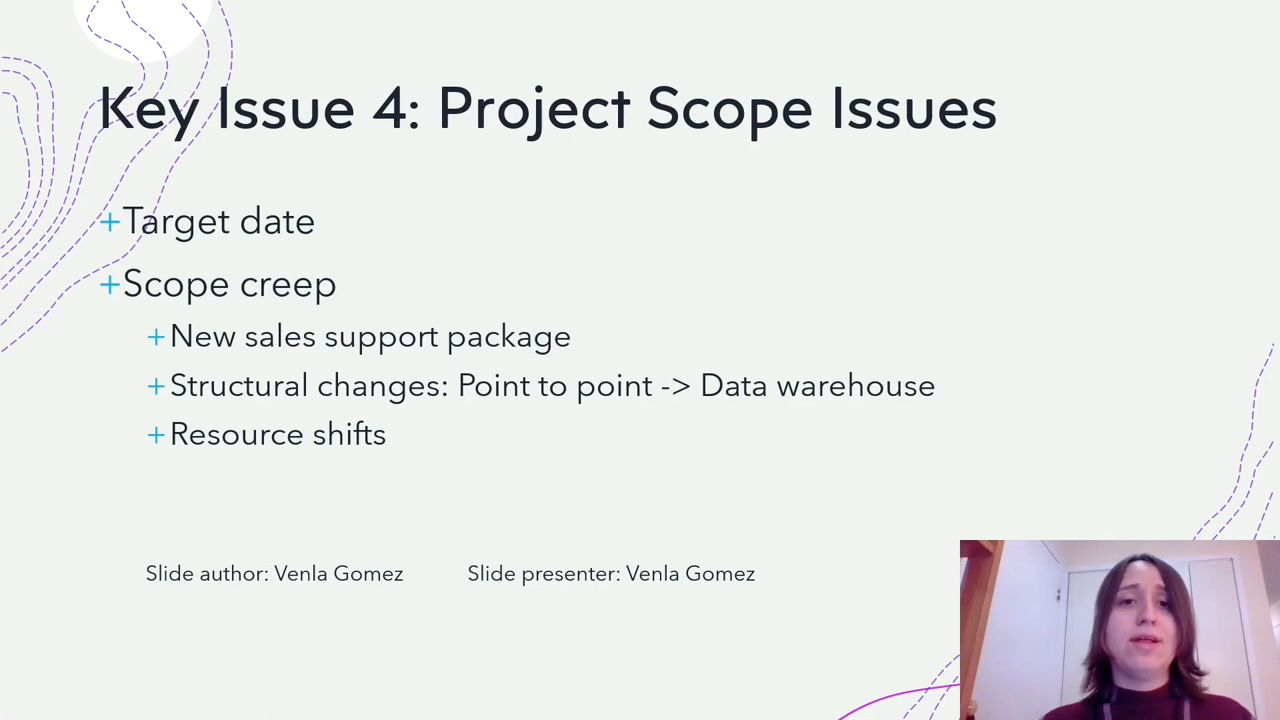 Key Issue 4: Project Scope Issues
+Target date
+Scope creep
+New sales support package
+Structural changes: Point to point -> Data warehouse
+Resource shifts
Slide author: Venla Gomez
Slide presenter: Venla Gomez